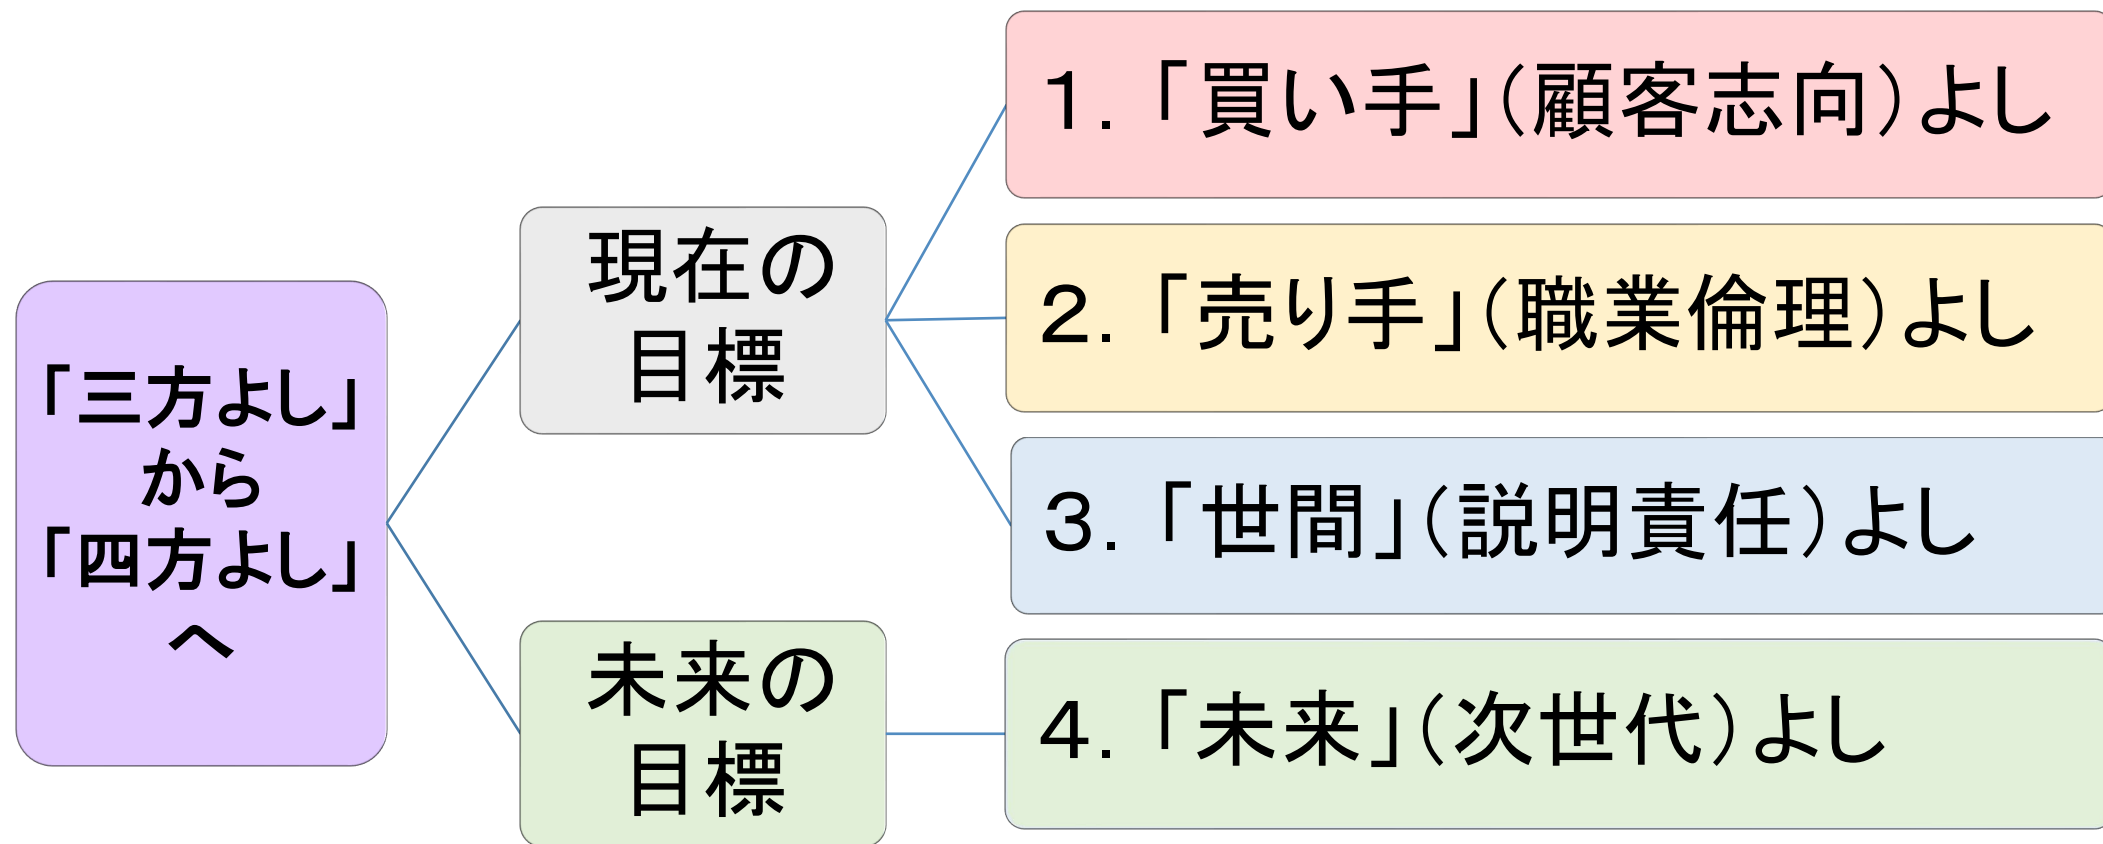 「三方よし」
から
「四方よし」
へ
現在の
目標
未来の
目標
１．「買い手」（顧客志向）よし
２．「売り手」（職業倫理）よし
３．「世間」（説明責任）よし
４．「未来」（次世代）よし